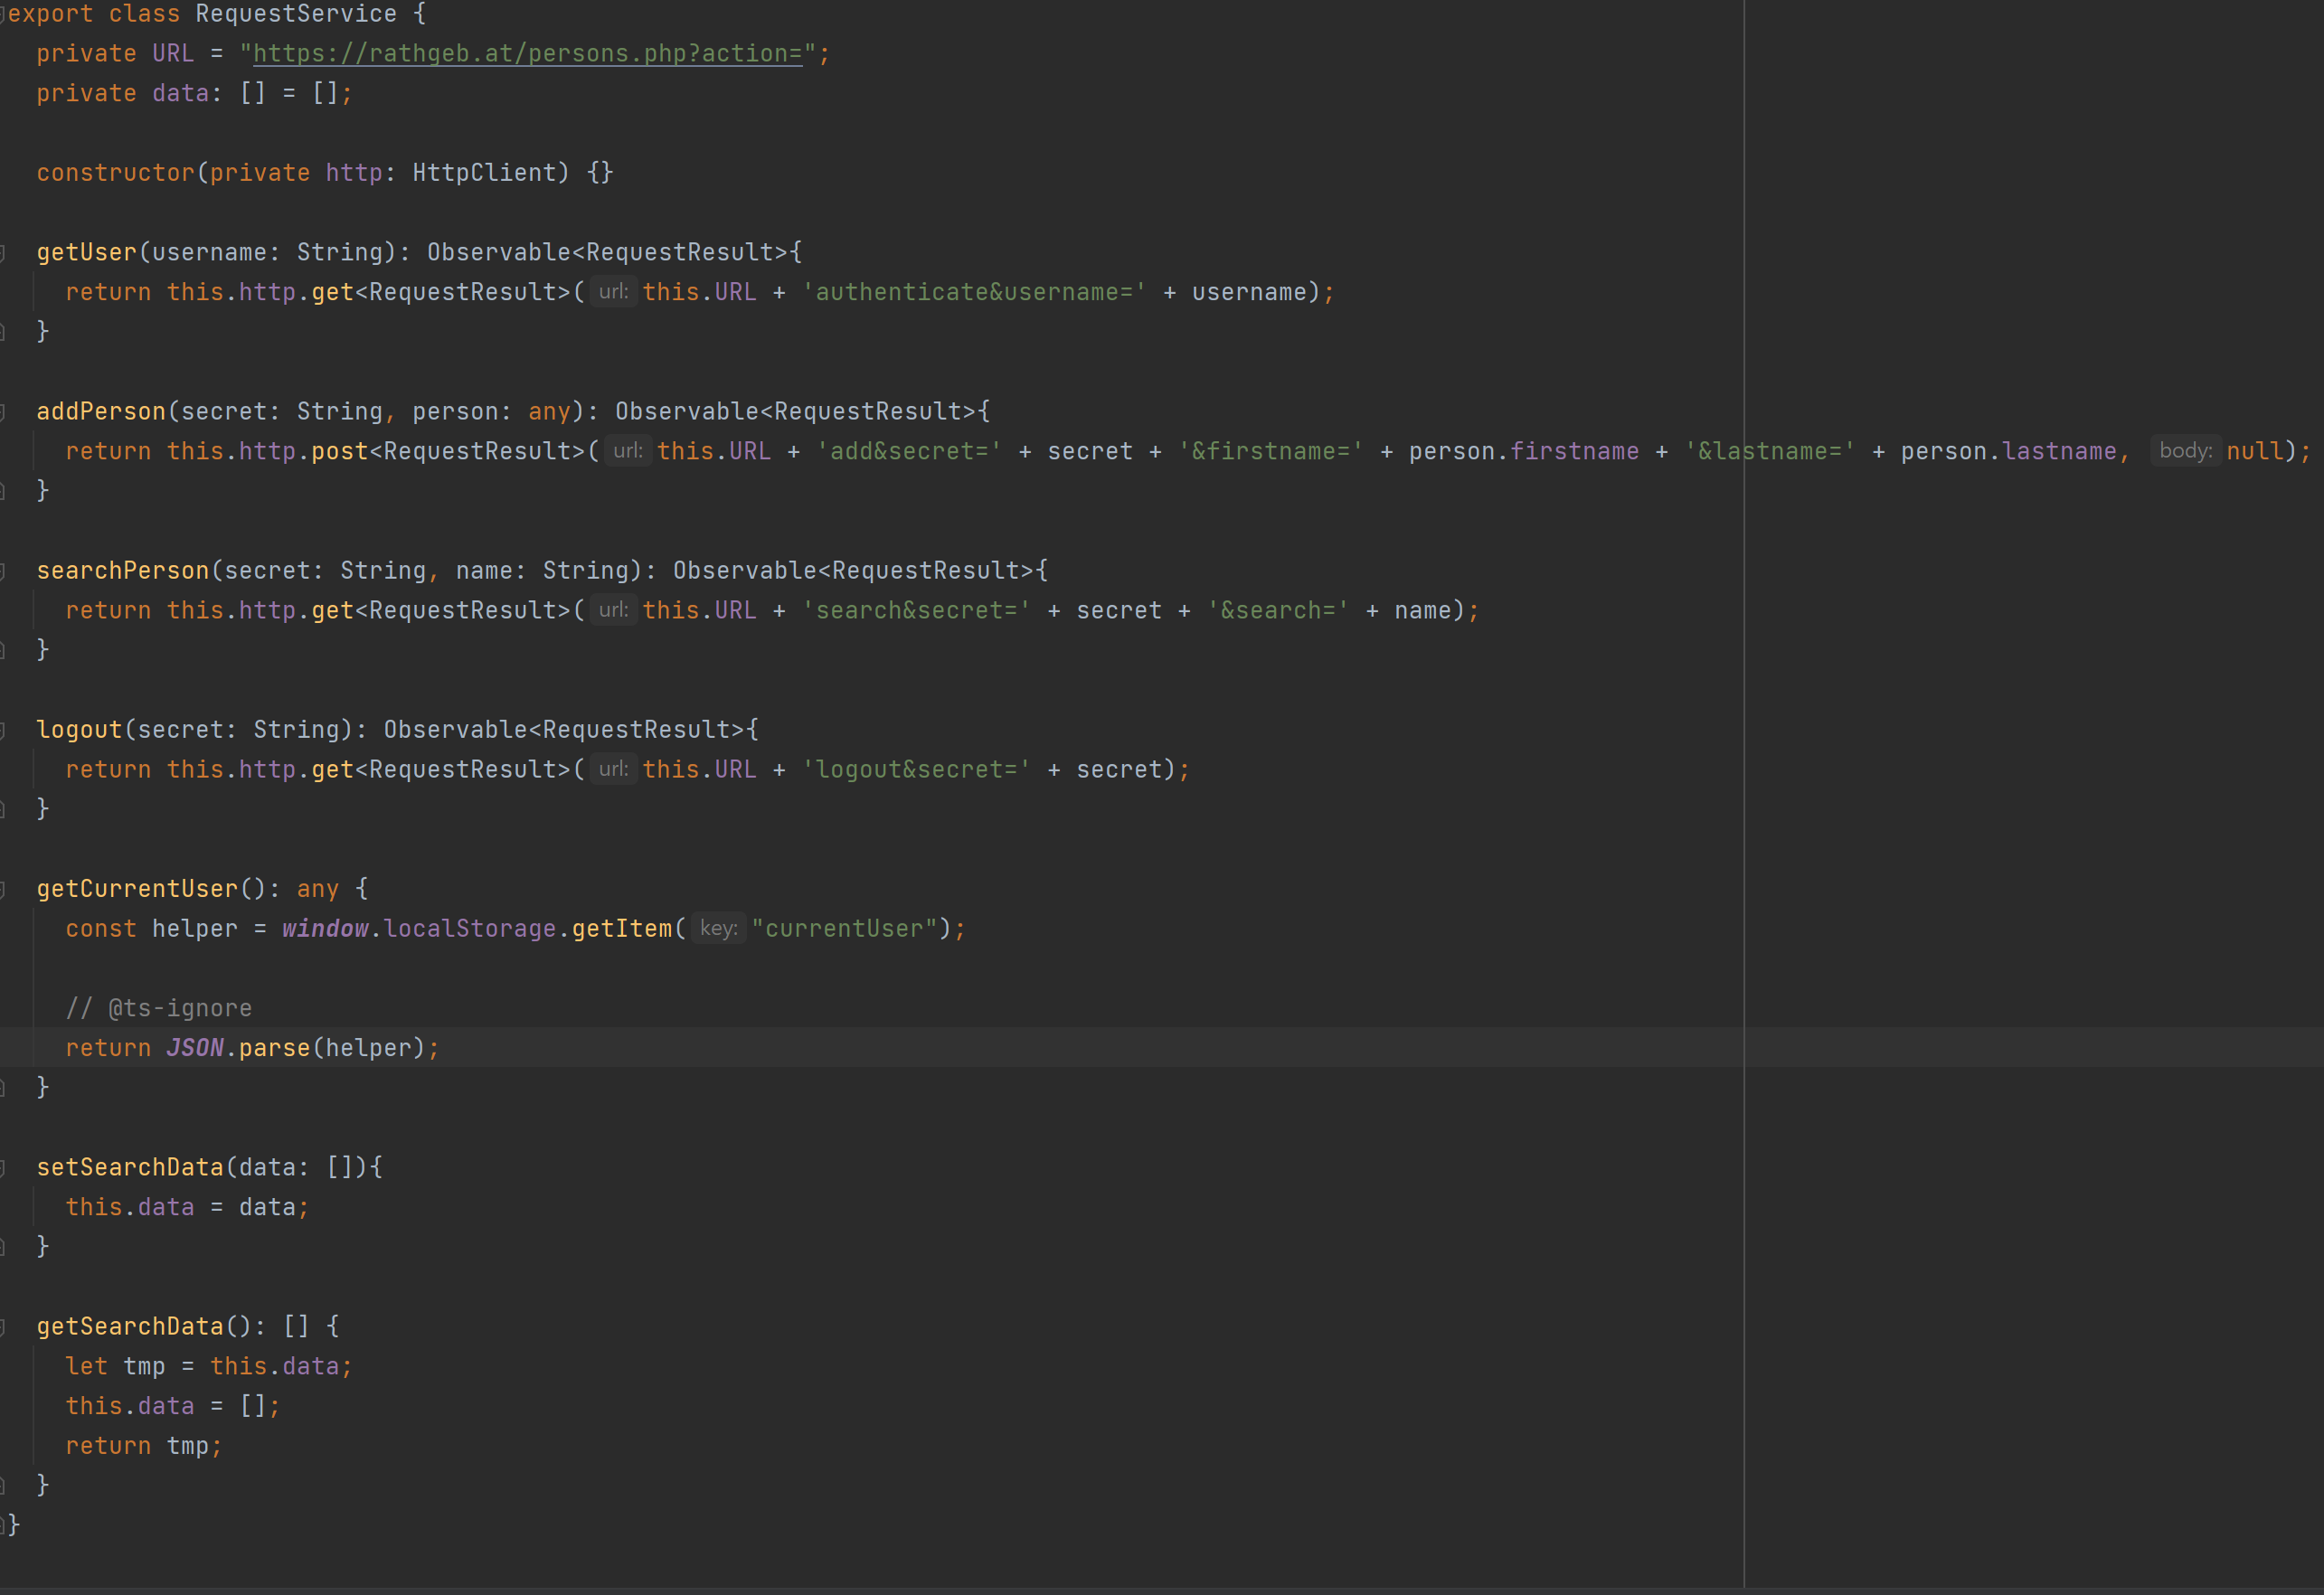 export class RequestService {
private URL = "https://rathgeb.at/persons.php?action=";
private data: [] = [];
constructor(private http: HttpClient) {}
getUser(username: String): Observable<RequestResult>{
return this.http.get<RequestResult>( url: this.URL + 'authenticate&username=' + username);
}
addPerson(secret: String, person: any): Observable<RequestResult>{
return this.http.post<RequestResult>( url: this.URL + 'add&secret=' + secret + '&firstname=' + person.firstname + '&lastname=' + person.lastname, body: null);
}
searchPerson(secret: String, name: String): Observable<RequestResult>{
return this.http.get<RequestResult>( url: this.URL + 'search&secret=' + secret + '&search=' + name);
}
logout(secret: String): Observable<RequestResult>{
return this.http.get<RequestResult>( url: this.URL + 'logout&secret=' + secret);
}
getCurrentUser(): any {
const helper = window.localStorage.getItem( key: "currentUser");
// @ts-ignore
return JSON.parse(helper);
}
setSearchData(data: []){
this.data = data;
}
getSearchData(): [] {
let tmp = this.data;
this.data = [];
return tmp;
}
}